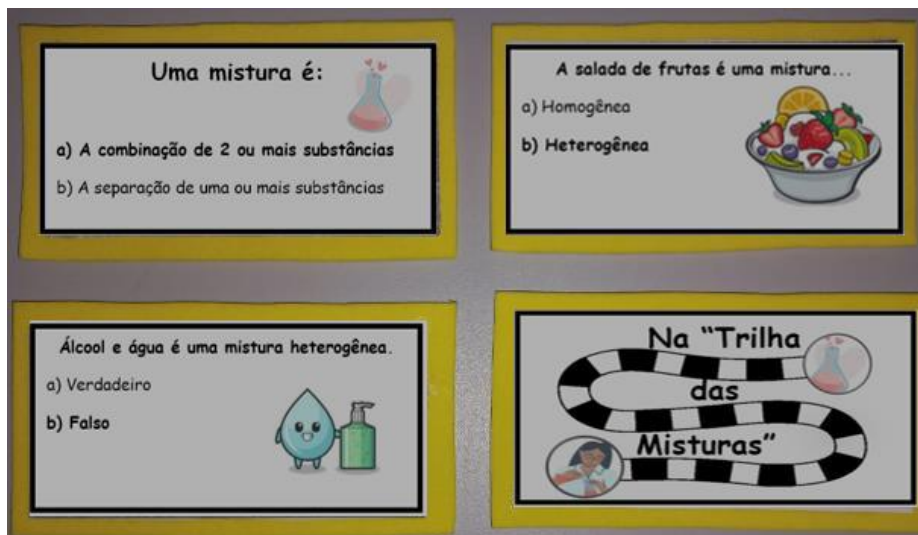 Uma mistura é:
a) A combinação de 2 ou mais substâncias
b) A separação de uma ou mais substâncias
A salada de frutas é uma mistura...
a) Homogênea
b) Heterogênea
Álcool e água é uma mistura heterogênea.
a) Verdadeiro
b) Falso
Na “Trilha
das
Misturas”